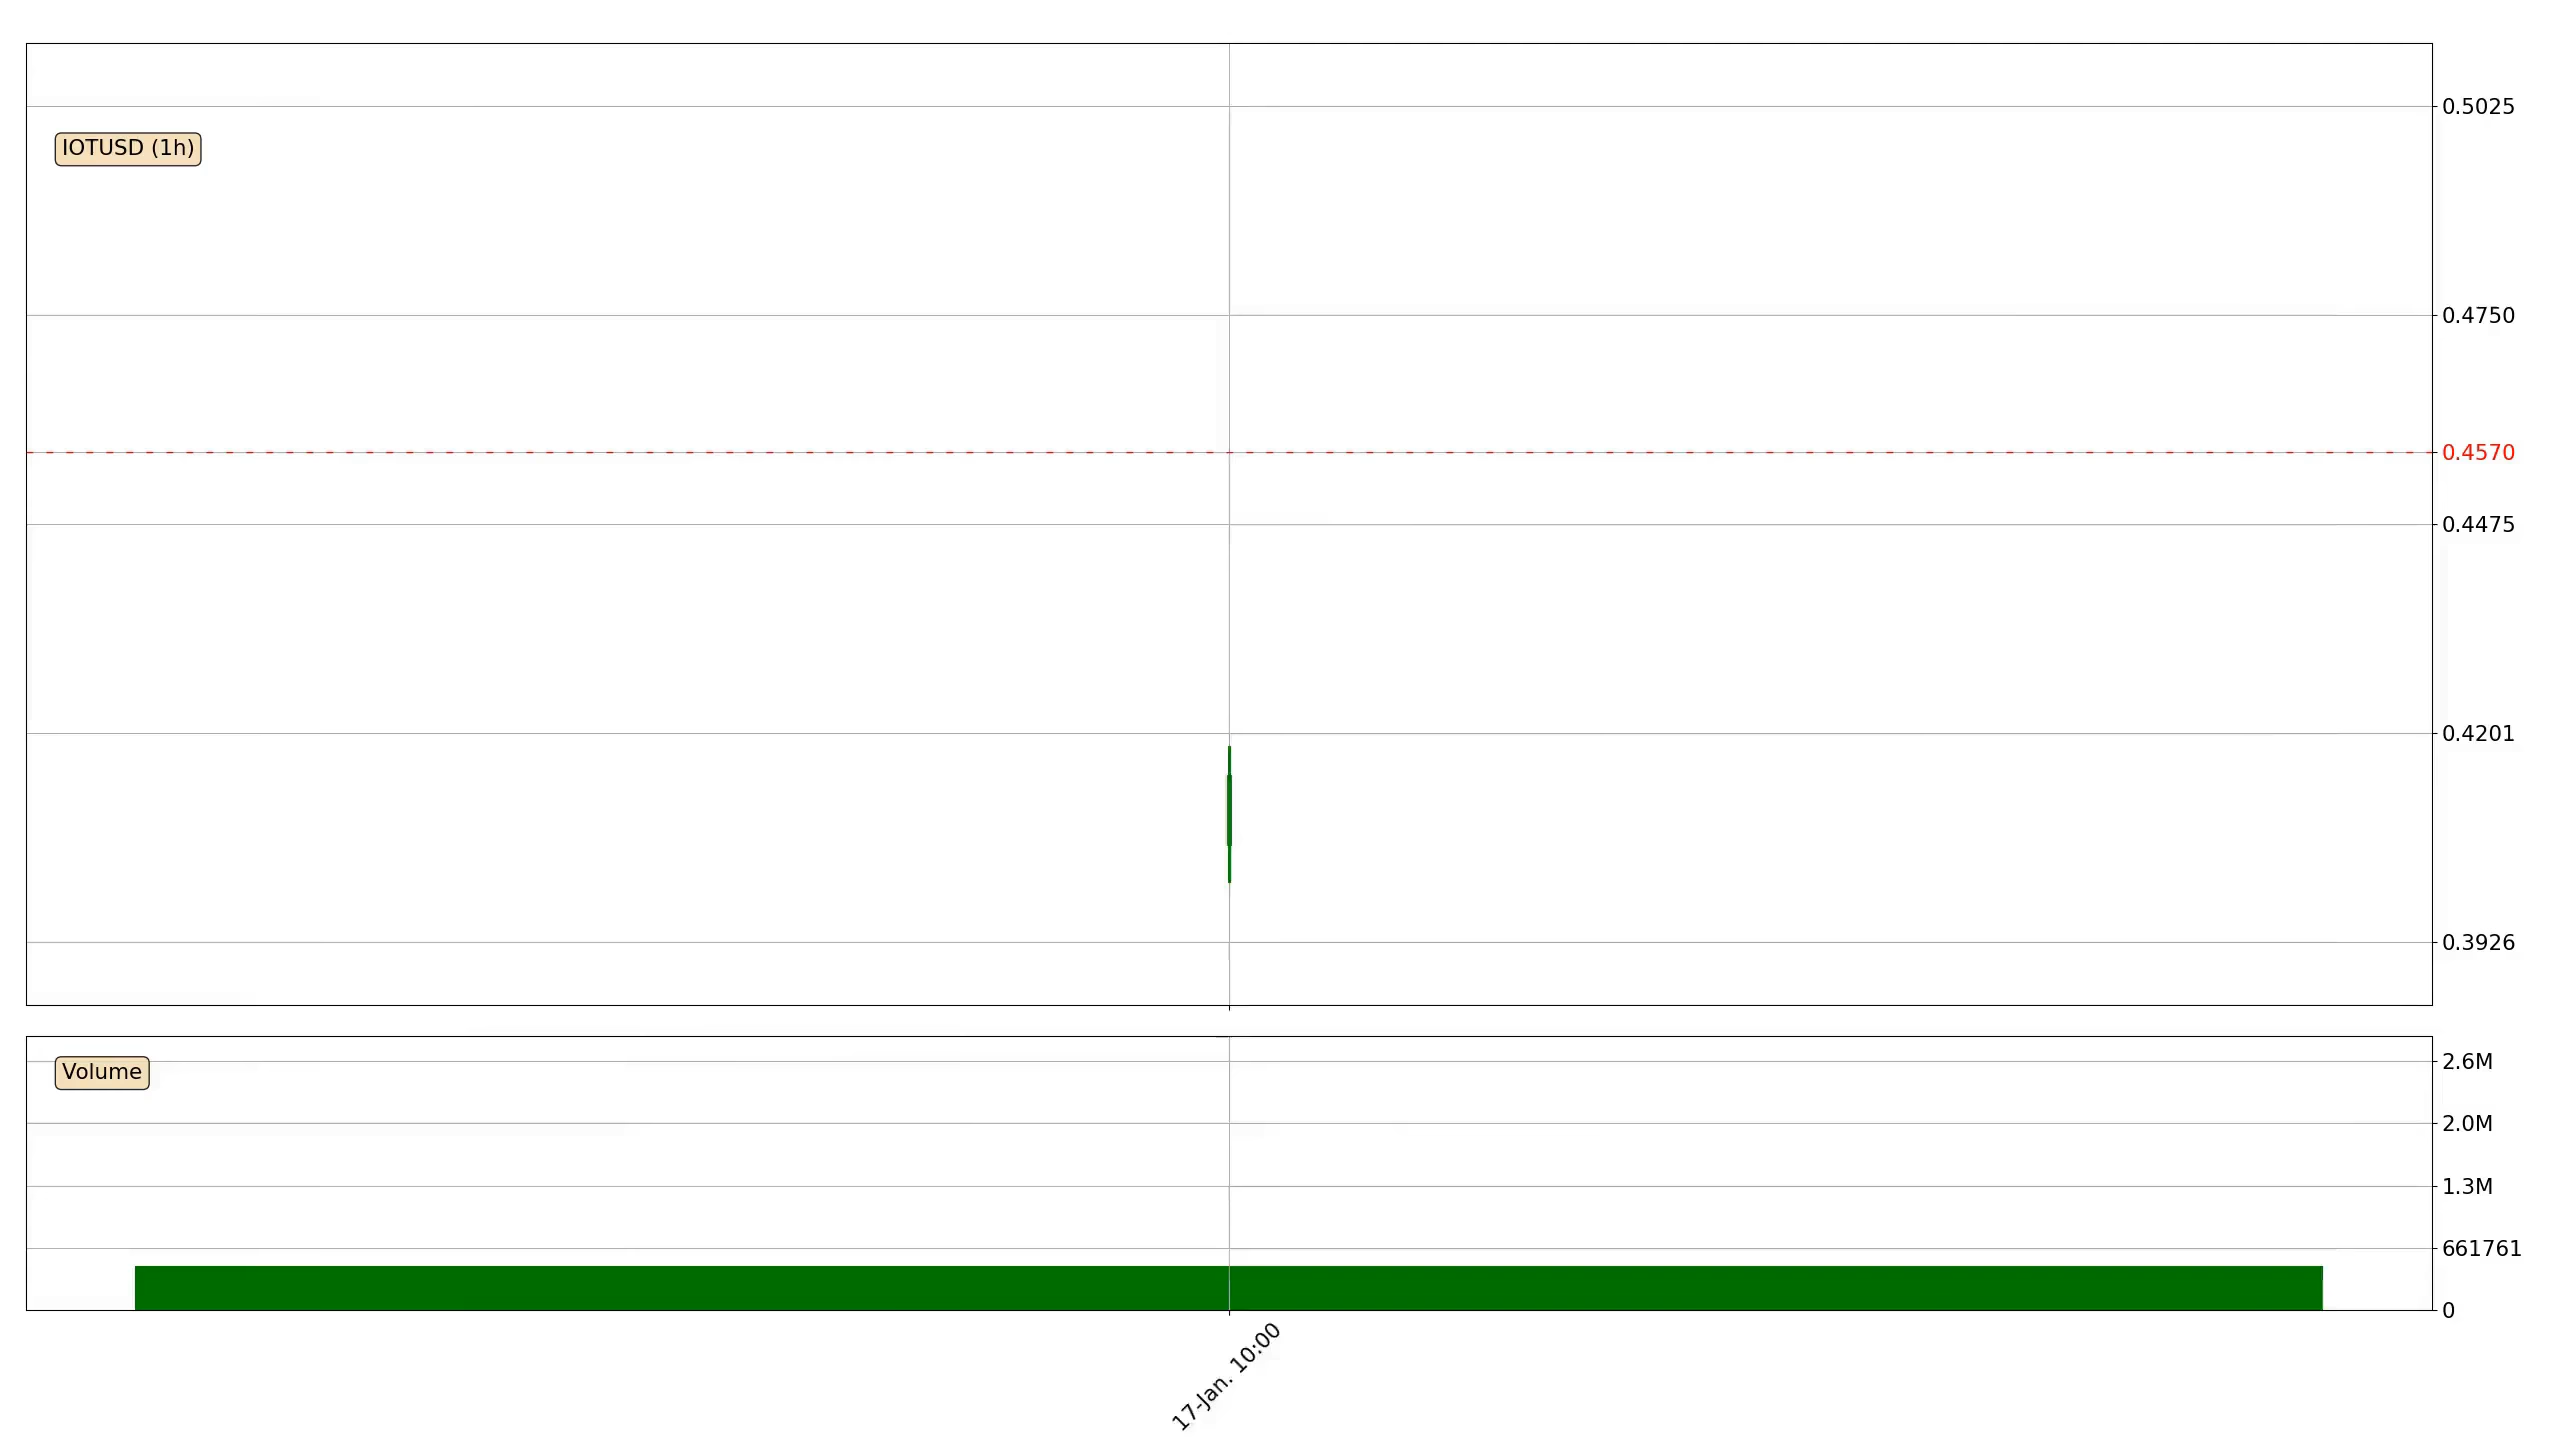 0.5025
IOTUSD (1h)
0.4750
0.4570
0.4475
0.4201
0.3926
Volume
2.6M
2.0M
1.3M
661761
0
17-Jan. 10:00